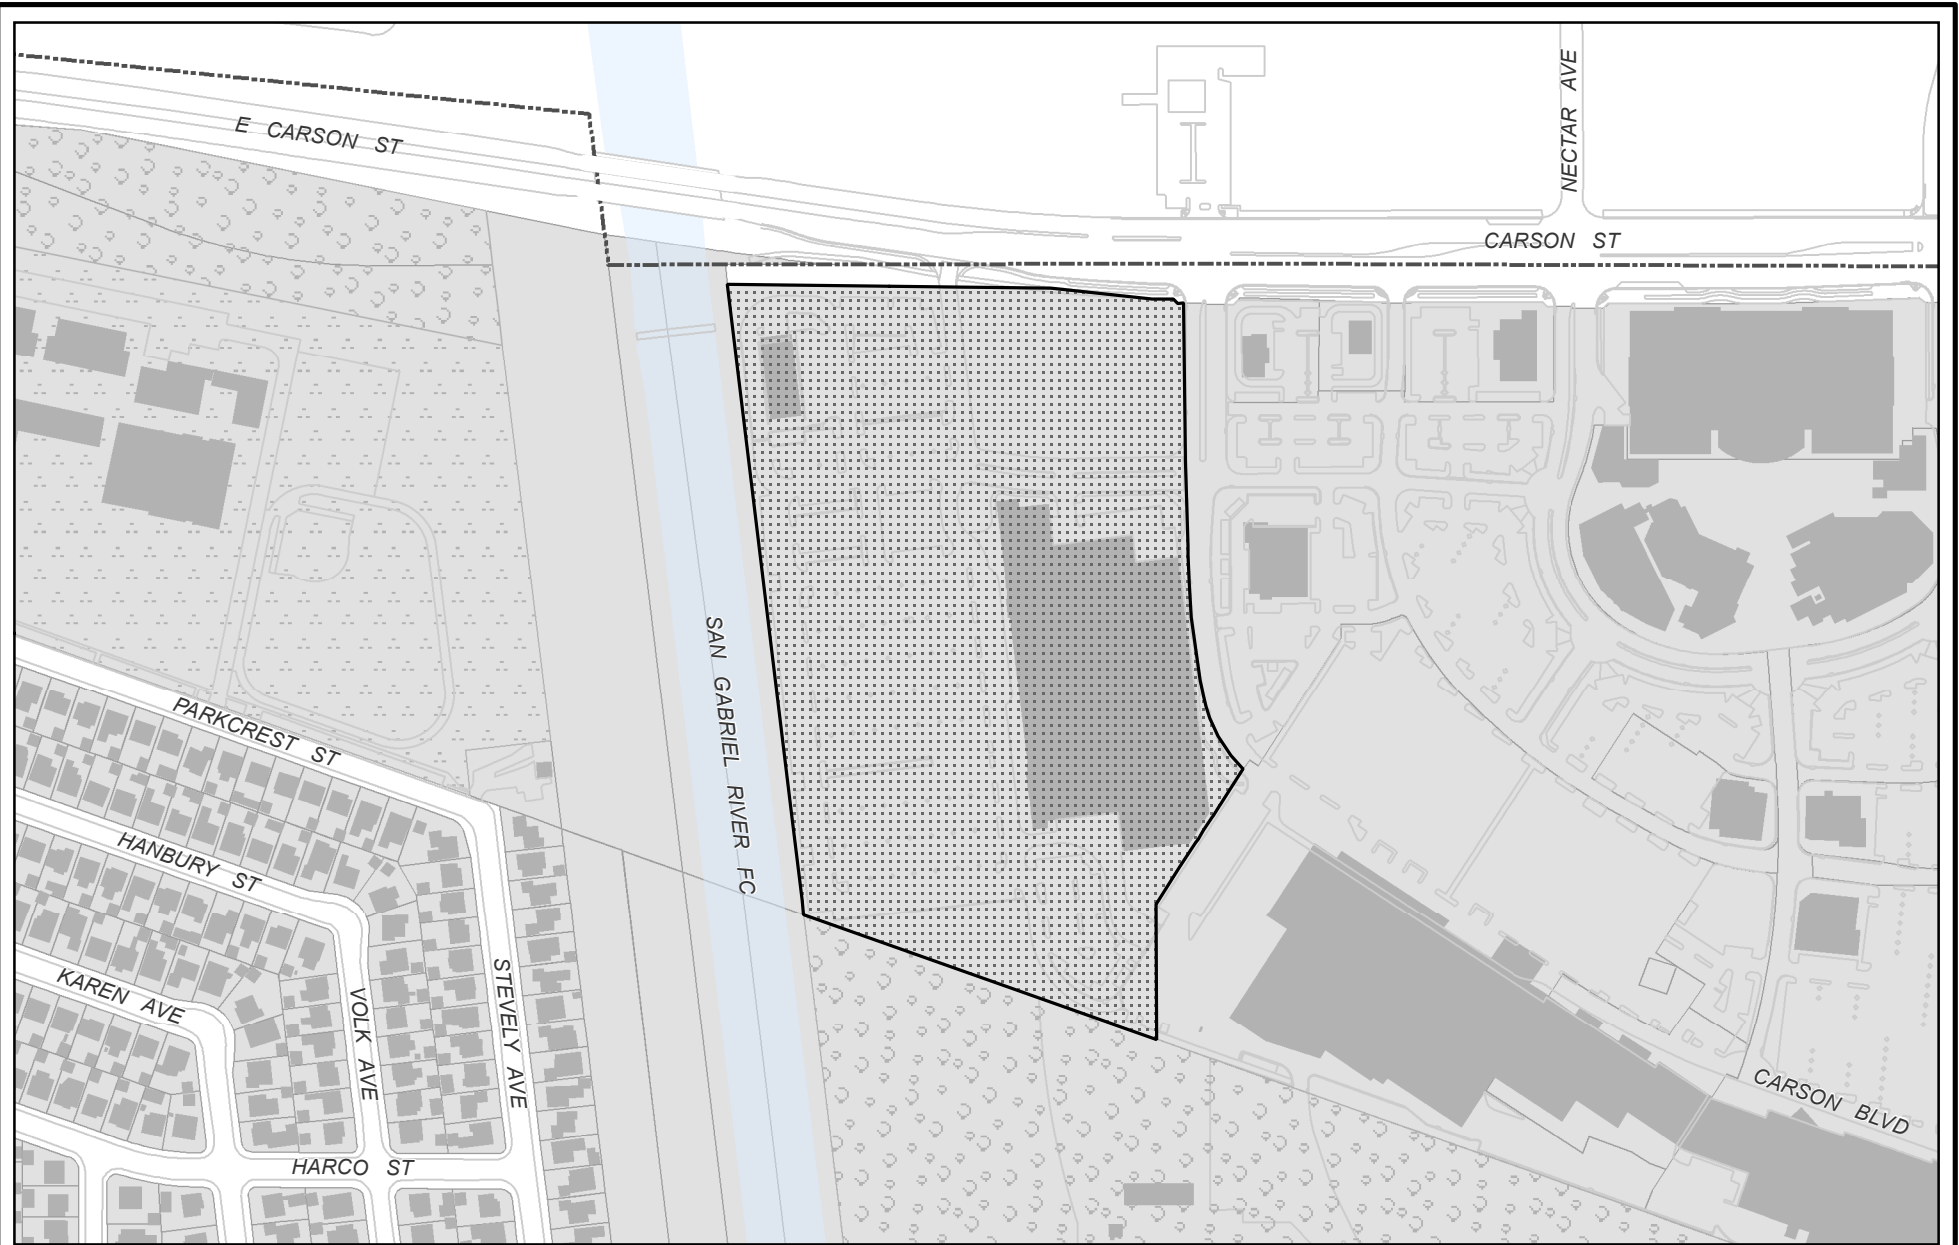 NECTAR AVE
E CARSON ST
CARSON ST
SAN GABRIEL RIVER FC
PARKCREST ST
HANBURY ST
KAREN AVE
VOLK AVE
STEVELY AVE
HARCO ST
CARSON BLVD